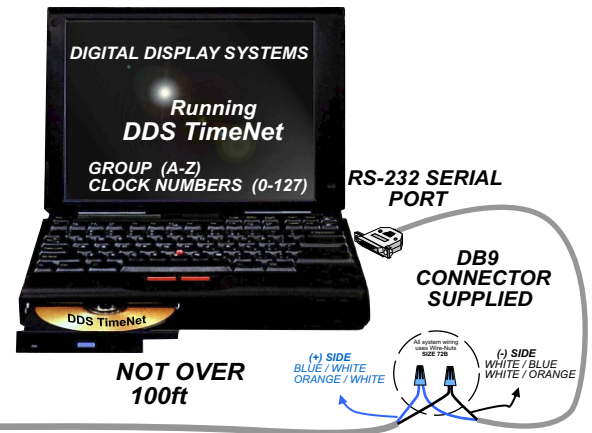 DIGITAL DISPLAY SYSTEMS
Running
DDS TimeNet
GROUP (A-Z)
CLOCK NUMBERS (0-127)
RS-232 SERIAL
PORT
DB9
CONNECTOR
SUPPLIED
DDS TimeNet
NOT OVER
100ft
(+) SIDE
BLUE / WHITE
ORANGE / WHITE
All system wiring
uses Wire-Nuts
SIZE 72B
(-) SIDE
WHITE / BLUE
WHITE / ORANGE